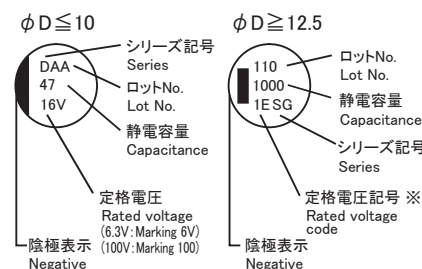 φD≦10
DAA
47
16V
シリーズ記号
Series
ロットNo.
Lot No.
静電容量
Capacitance
定格電圧
Rated voltage
(6.3V:Marking 6V)
(100V:Marking 100)
陰極表示
Negative
φD≧12.5
110
1000
1E SG
ロットNo.
Lot No.
静電容量
Capacitance
シリーズ記号
Series
定格電圧記号 ※
Rated voltage
code
陰極表示
Negative